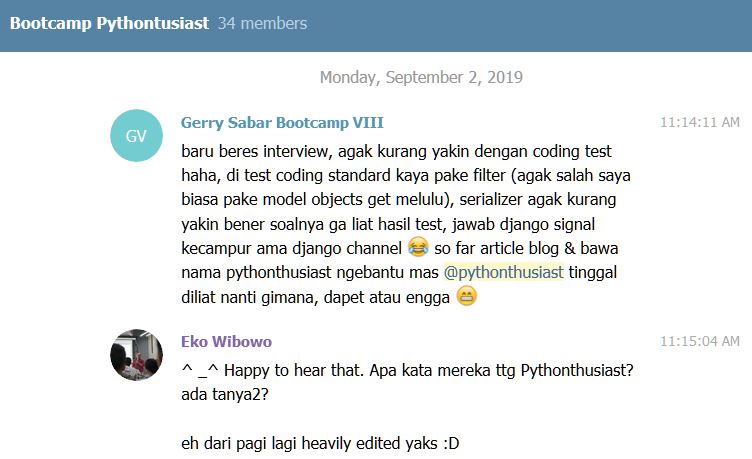 Bootcamp Pythontusiast 34 members
Monday, September 2, 2019
GV
Gerry Sabar Bootcamp VIII 11:14:11 AM
baru beres interview, agak kurang yakin dengan coding test
haha, di test coding standard kaya pake filter (agak salah saya
biasa pake model objects get melulu), serializer agak kurang
yakin bener soalnya ga liat hasil test, jawab django signal
kecampur ama django channel 😂 so far article blog & bawa
nama pythonthusiast ngebantu mas @pythonthusiast tinggal
diliat nanti gimana, dapet atau engga 😁
Eko Wibowo 11:15:04 AM
^ _^ Happy to hear that. Apa kata mereka ttg Pythonthusiast?
ada tanya2?
eh dari pagi lagi heavily edited yaks :D